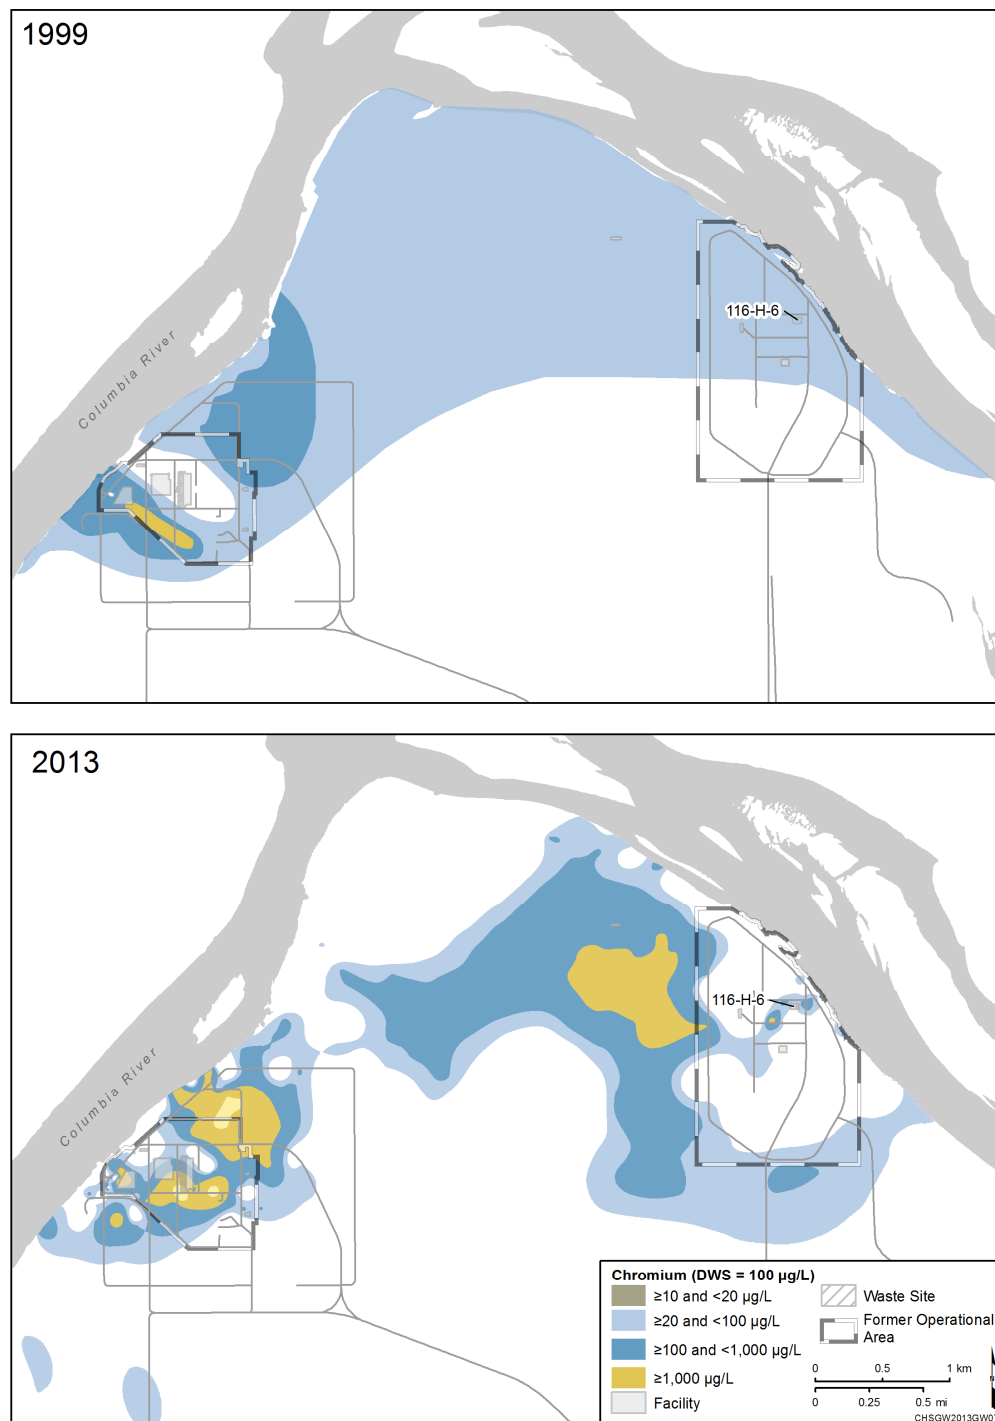 1999
116-H-6
Columbia River
2013
116-H-6
Columbia River
Chromium (DWS = 100 µg/L)
≥10 and <20 µg/L
≥20 and <100 µg/L
≥100 and <1,000 µg/L
≥1,000 µg/L
Facility
Waste Site
Former Operational
Area
0 0.5 1 km
0 0.25 0.5 mi